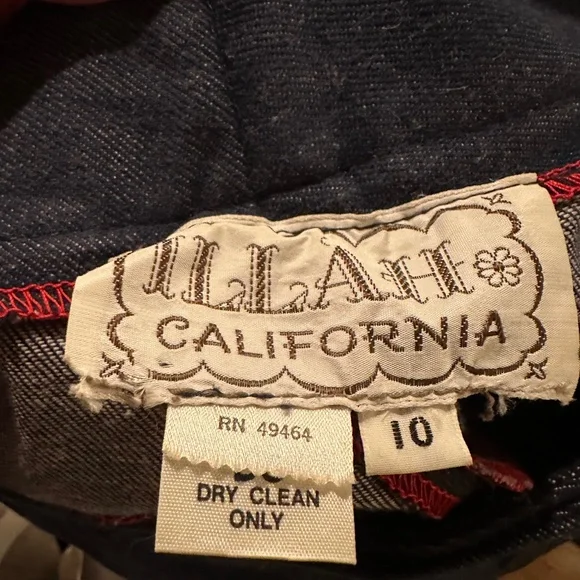 ILLAH
CALIFORNIA
RN 49464
10
DRY CLEAN
ONLY